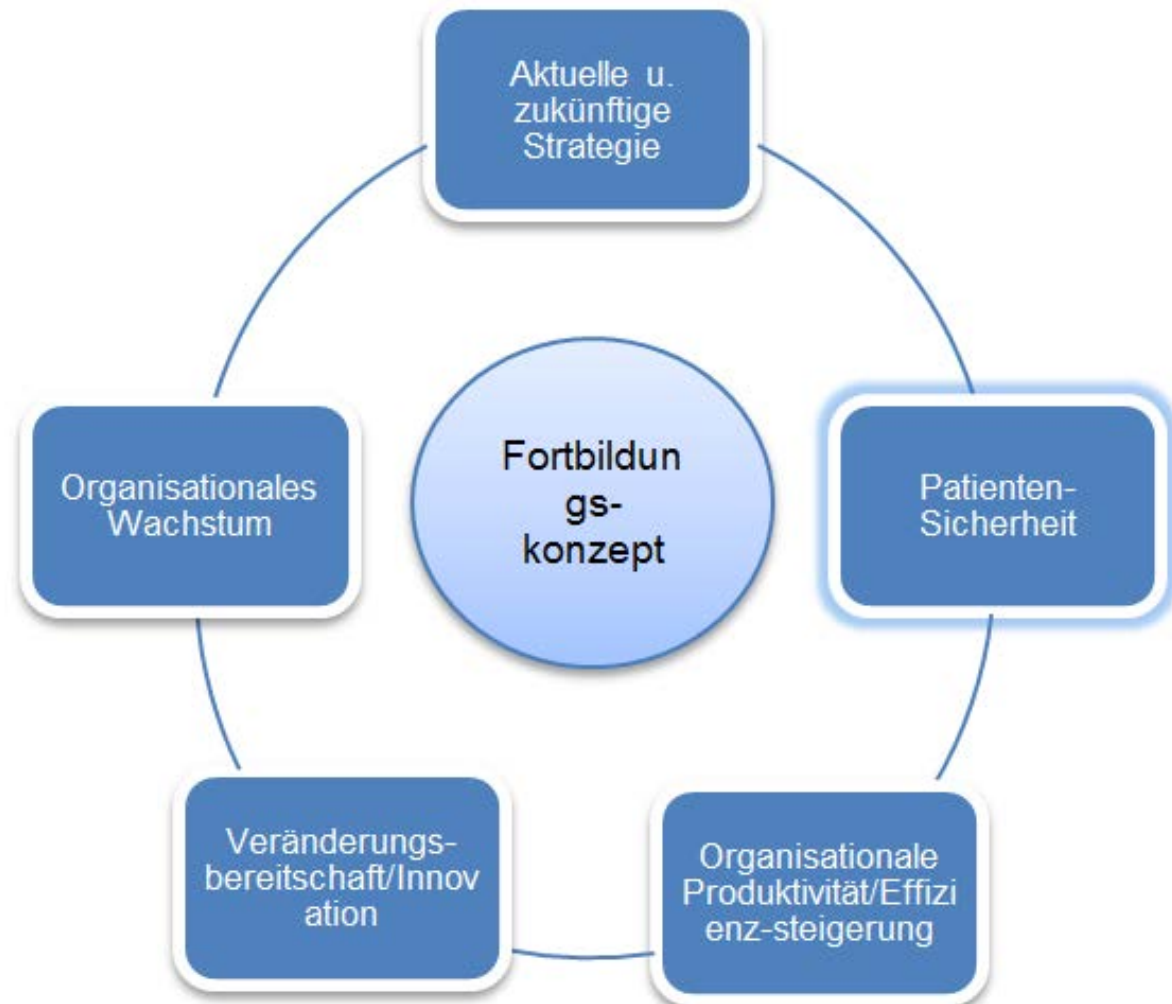 Aktuelle u.
zukünftige
Strategie
Patienten-
Sicherheit
Organisationale
Produktivität/Effizi
enz-steigerung
Veränderungs-
bereitschaft/Innov
ation
Organisationales
Wachstum
Fortbildun
gs-
konzept